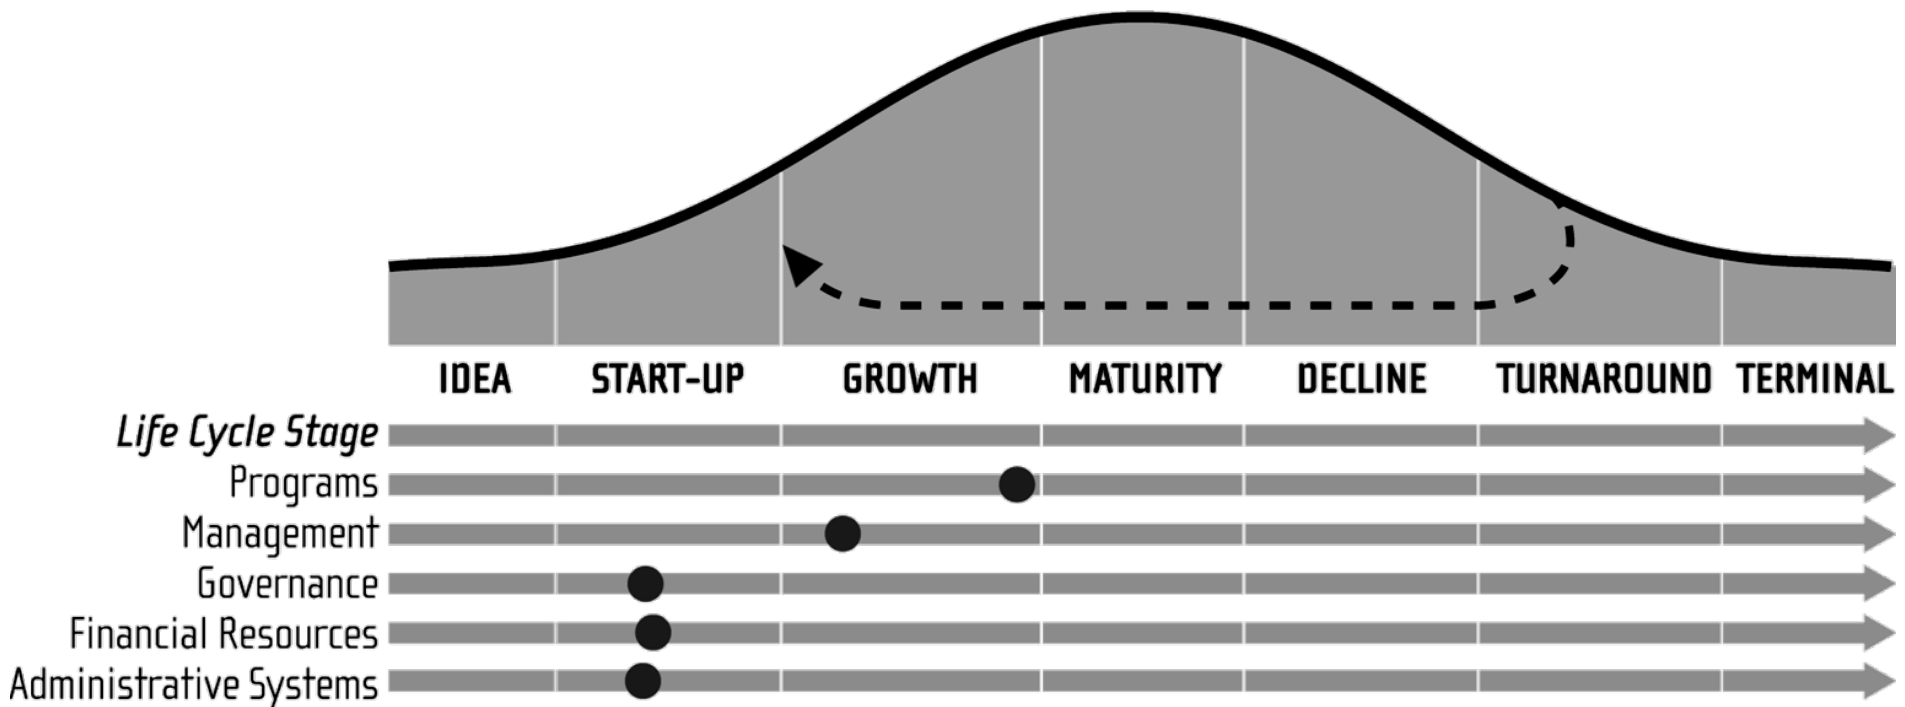 IDEA START-UP GROWTH MATURITY DECLINE TURNAROUND TERMINAL
Life Cycle Stage
Programs
Management
Governance
Financial Resources
Administrative Systems